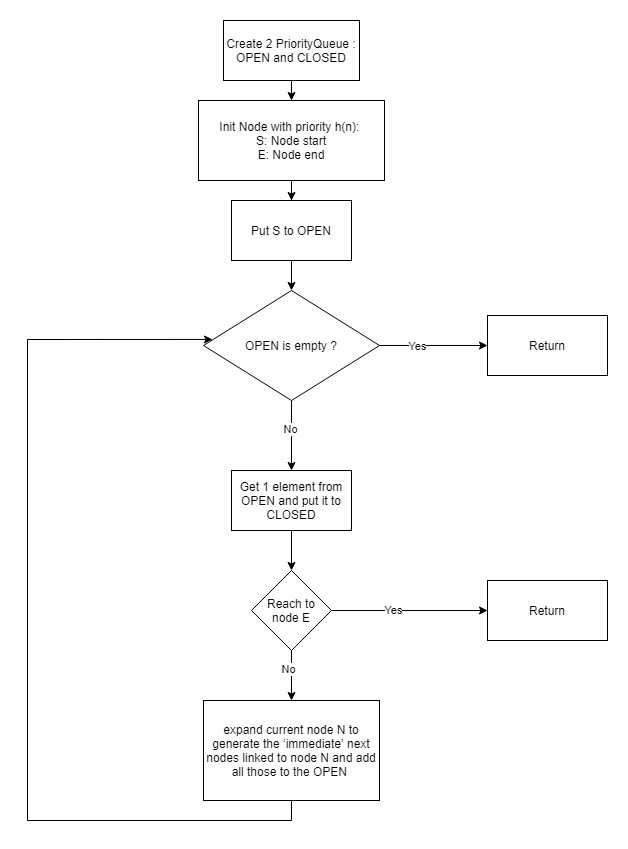 Create 2 PriorityQueue :
OPEN and CLOSED
Init Node with priority h(n):
S: Node start
E: Node end
Put S to OPEN
OPEN is empty ?
Yes
Return
No
Get 1 element from
OPEN and put it to
CLOSED
Reach to
node E
Yes
Return
No
expand current node N to
generate the ‘immediate’ next
nodes linked to node N and add
all those to the OPEN